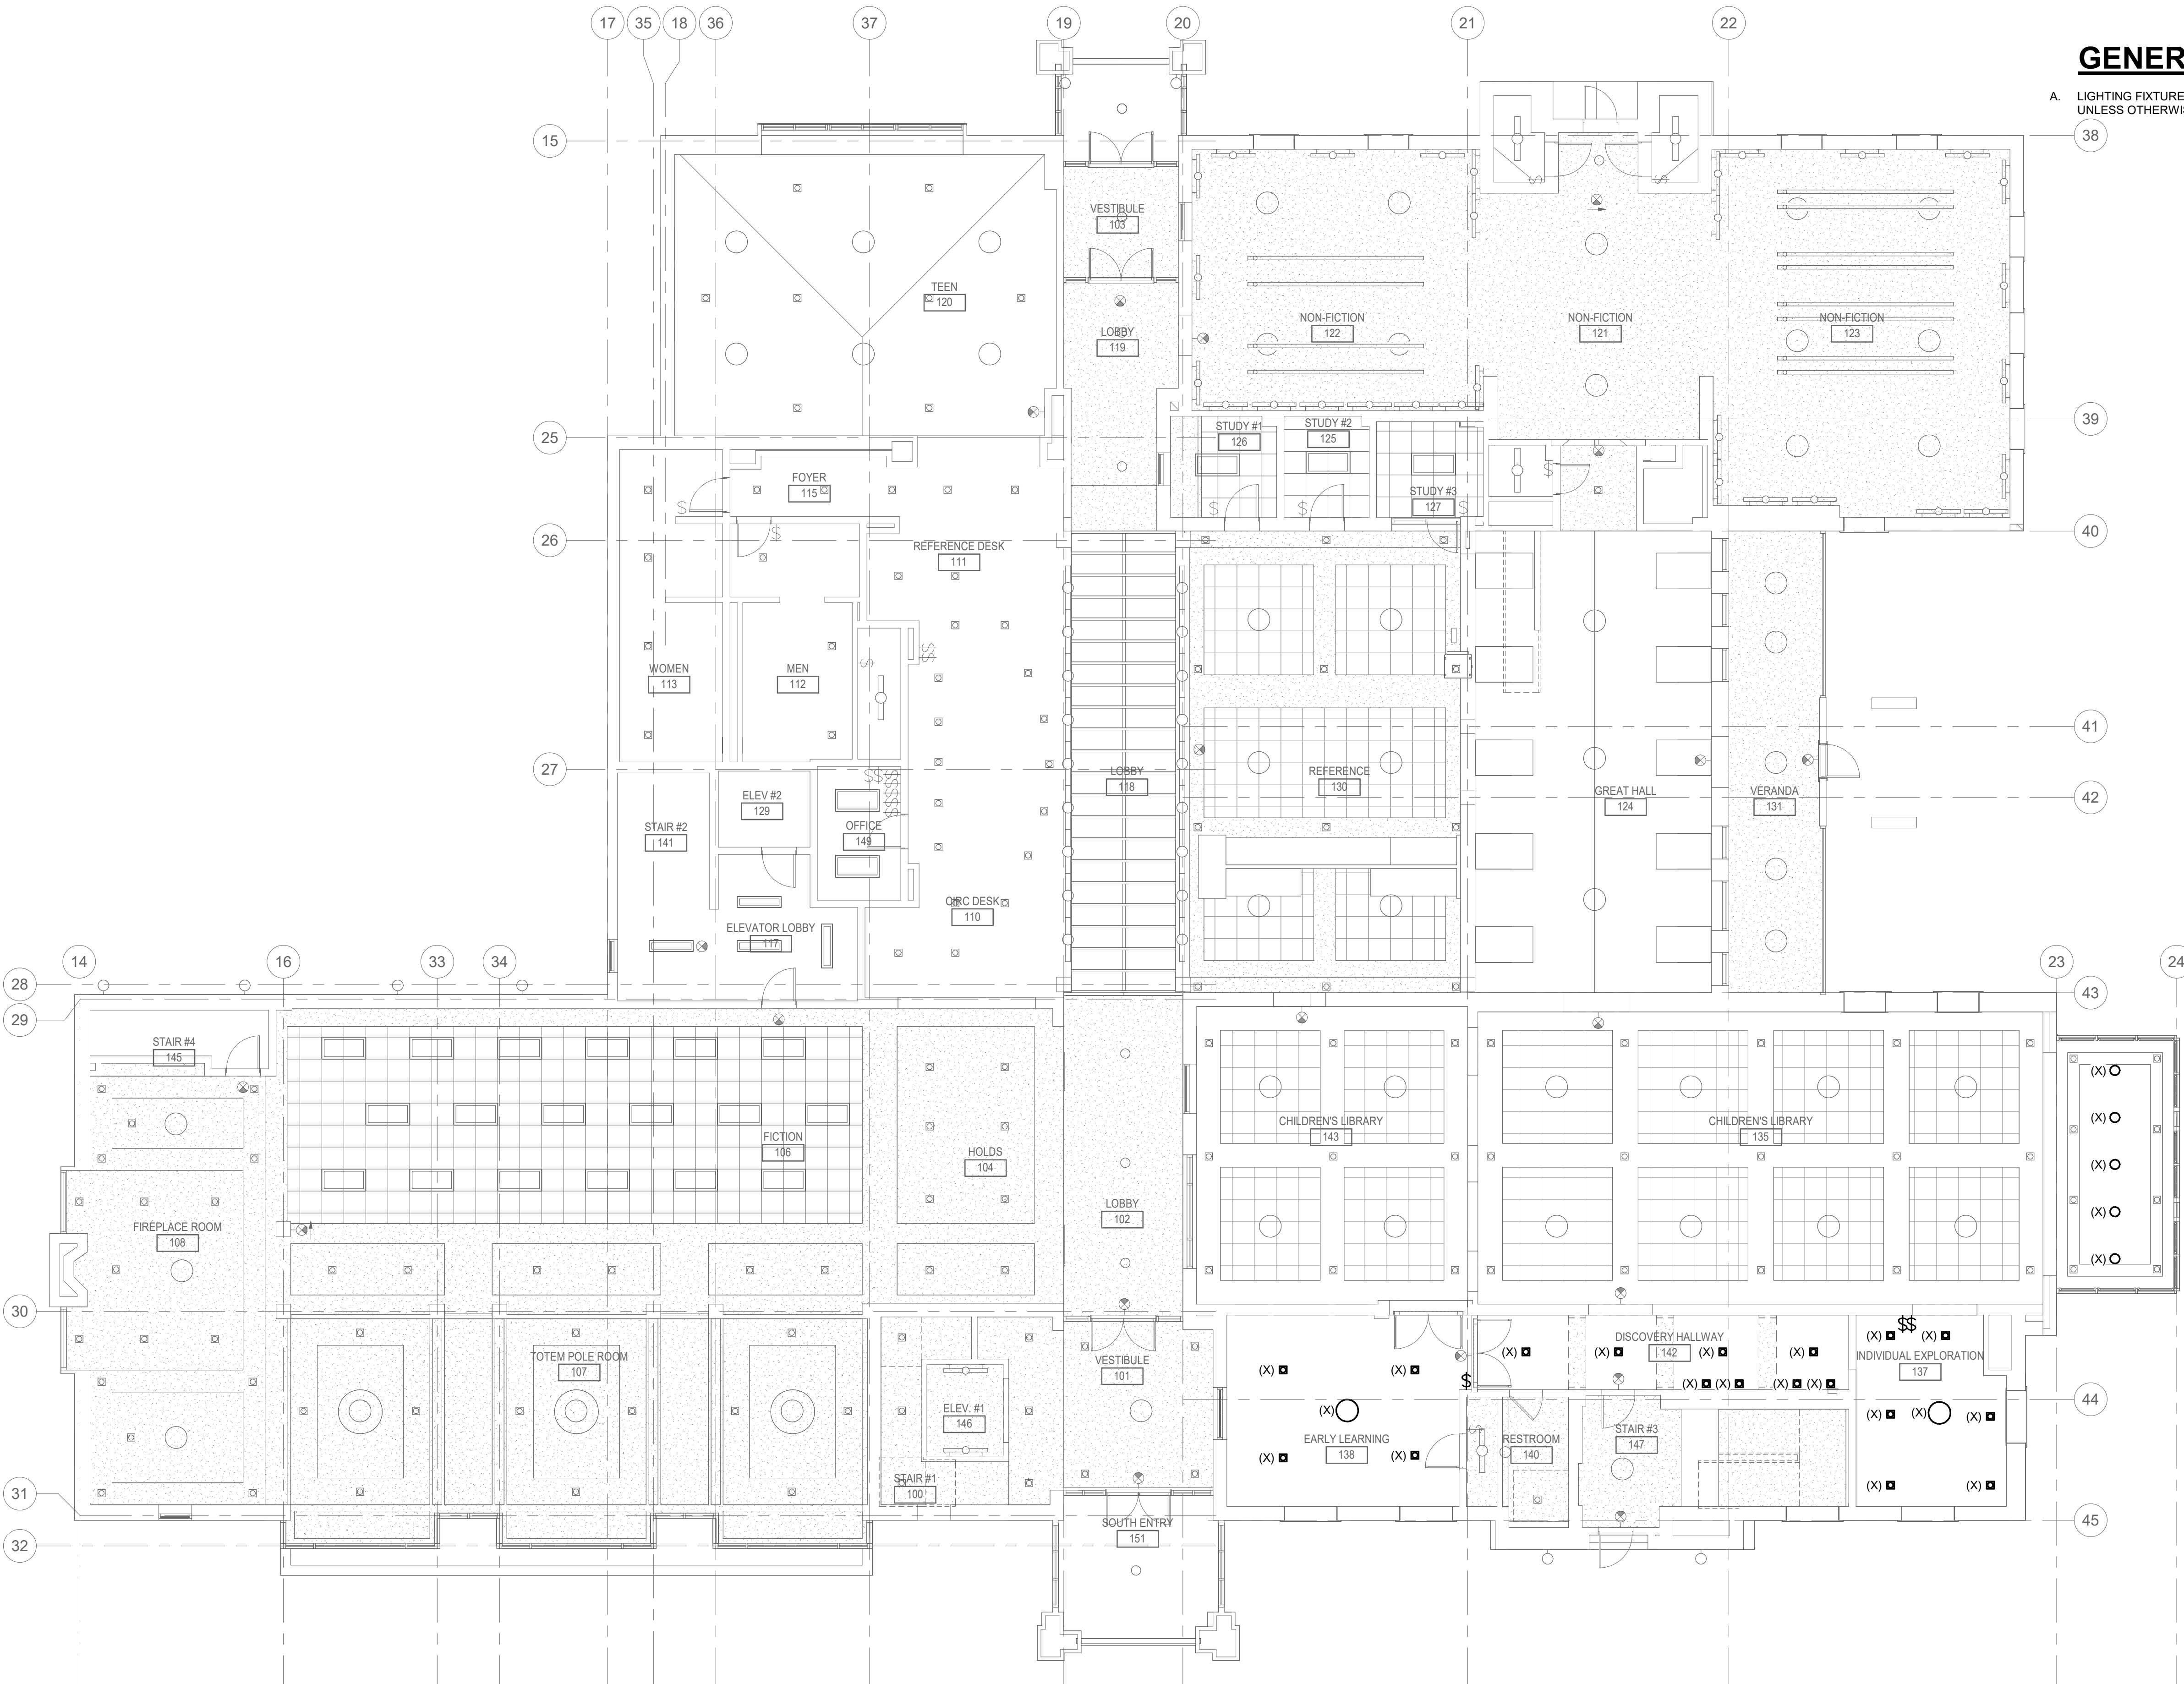 17 35 18 36 37 19 20 21 22
GENER
A. LIGHTING FIXTURE
UNLESS OTHERWIS
38
15
VESTIBULE
103
TEEN
120
LOBBY
119
NON-FICTION
122
NON-FICTION
121
NON-FICTION
123
39
25
STUDY #1
126
STUDY #2
125
STUDY #3
127
$
$
$
$
$
$
FOYER
115
$
$
40
26
REFERENCE DESK
111
WOMEN
113
MEN
112
$
$$
41
27
LOBBY
118
REFERENCE
130
GREAT HALL
124
VERANDA
131
42
ELEV #2
129
STAIR #2
141
OFFICE
149
$$
$$$$$
CIRC DESK
110
ELEVATOR LOBBY
117
14 16 33 34
23 24
28
43
29
STAIR #4
145
FICTION
106
HOLDS
104
CHILDREN'S LIBRARY
143
CHILDREN'S LIBRARY
135
(X)
(X)
(X)
(X)
(X)
LOBBY
102
FIREPLACE ROOM
108
30
TOTEM POLE ROOM
107
VESTIBULE
101
ELEV. #1
146
STAIR #1
100
(X) (X)
(X)
(X) (X)
EARLY LEARNING
138
$
DISCOVERY HALLWAY
142
(X) (X) (X) (X)
(X) (X) (X) (X)
$$
(X) (X)
INDIVIDUAL EXPLORATION
137
(X) (X) (X)
(X) (X)
44
$
RESTROOM
140
STAIR #3
147
31
SOUTH ENTRY
151
45
32